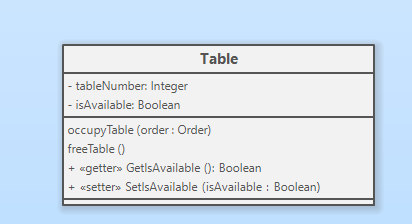 Table
- tableNumber: Integer
- isAvailable: Boolean
occupyTable (order : Order)
freeTable ()
+ «getter» GetIsAvailable (): Boolean
+ «setter» SetIsAvailable (isAvailable : Boolean)